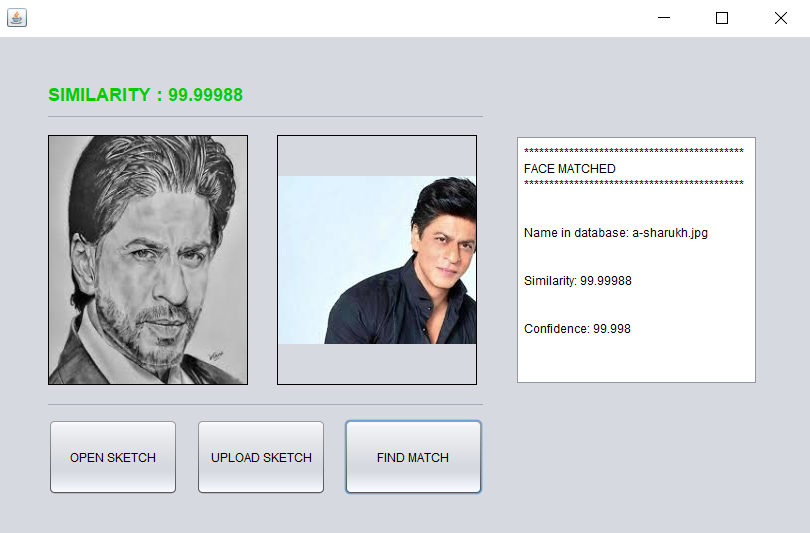 SIMILARITY : 99.99988
********************************************
FACE MATCHED
********************************************
Name in database: a-sharukh.jpg
Similarity: 99.99988
Confidence: 99.998
OPEN SKETCH
UPLOAD SKETCH
FIND MATCH